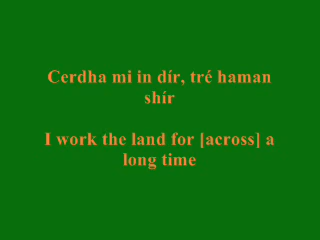 Cerdha mi in dír, tré haman
shír
I work the land for [across] a
long time